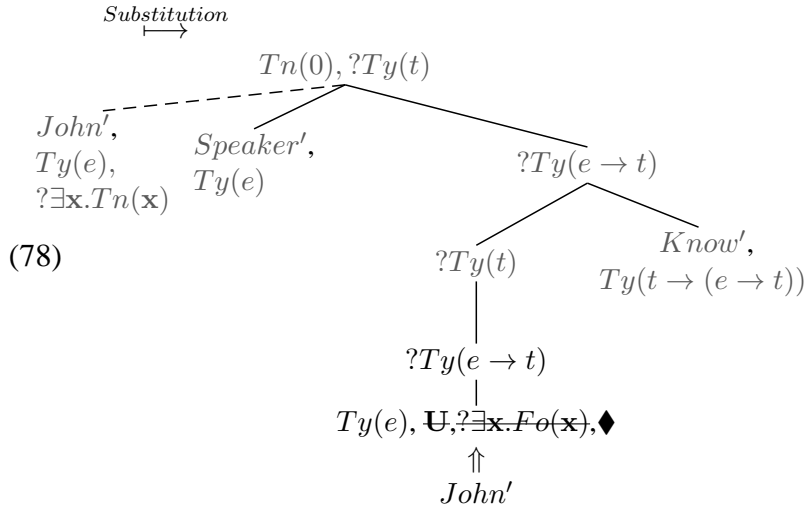 Substitution
↦
Tn(0), ?Ty(t)
John′,
Ty(e),
?∃x.Tn(x)
Speaker′,
Ty(e)
?Ty(e → t)
(78)
?Ty(t)
Know′,
Ty(t → (e → t))
?Ty(e → t)
Ty(e), U,?∃x.Fo(x),♦
⇑
John′